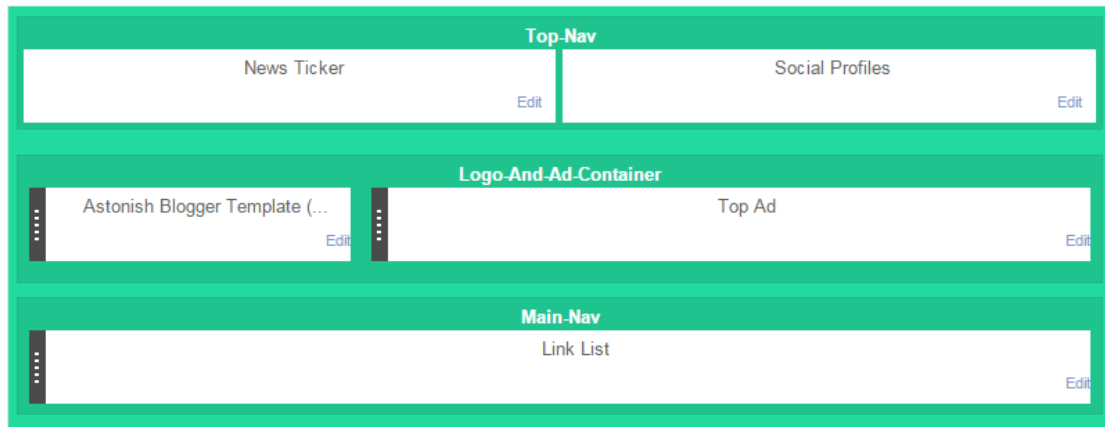 Top-Nav
News Ticker
Edit
Social Profiles
Edit
Logo-And-Ad-Container
Astonish Blogger Template (...
Edit
Top Ad
Edit
Main-Nav
Link List
Edit